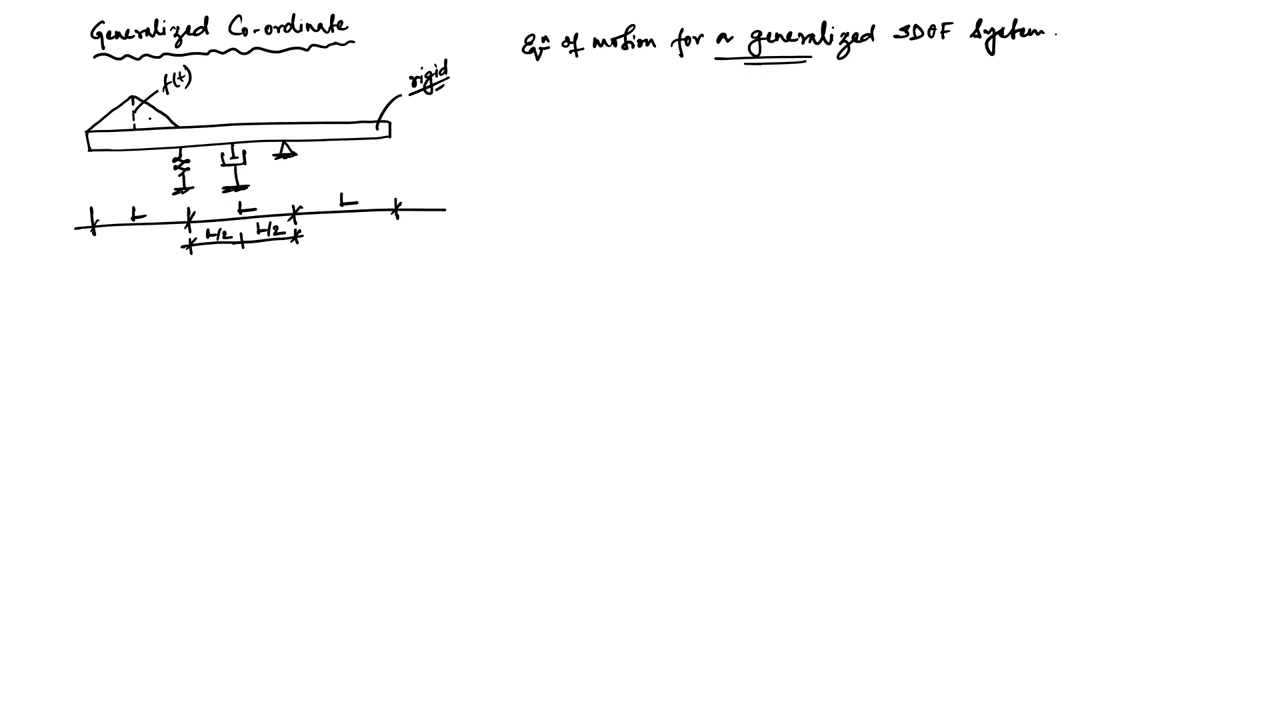 Generalized Co-ordinate
Eqⁿ of motion for a generalized SDOF System.
f(t)
rigid
L
L
L
L/2
L/2